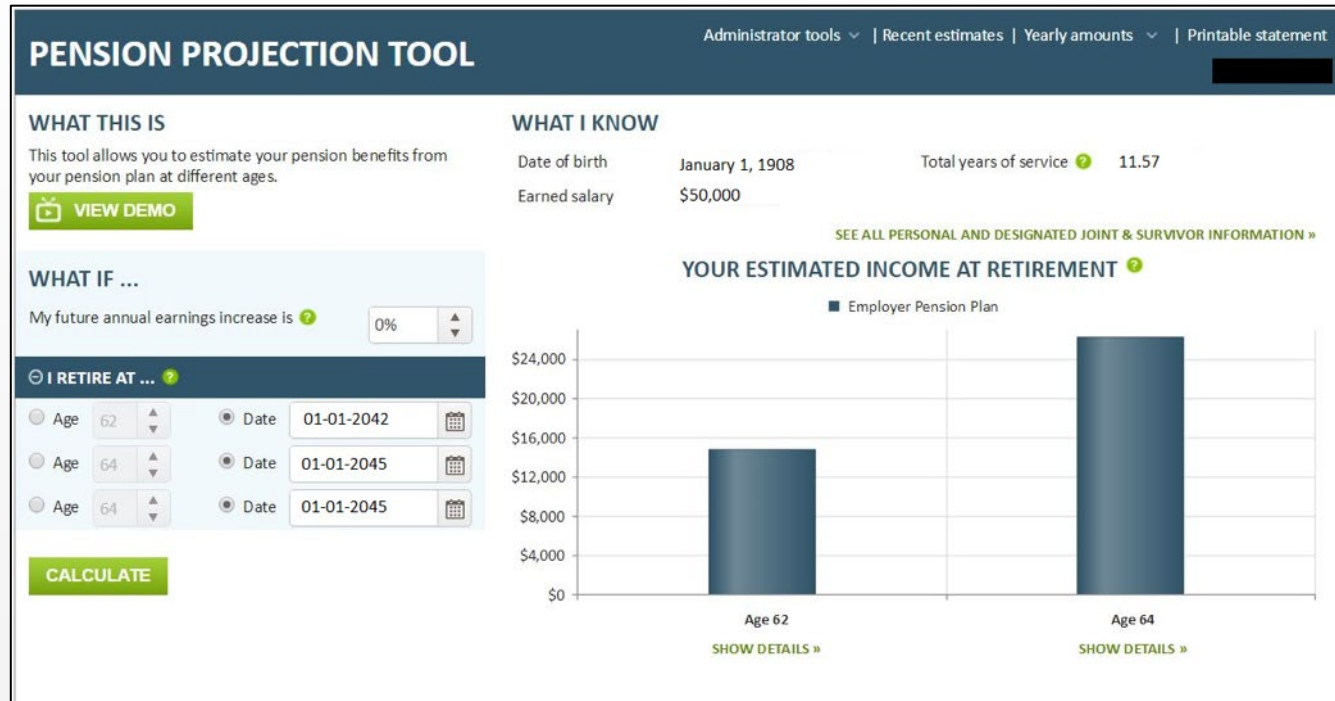 PENSION PROJECTION TOOL
Administrator tools | Recent estimates | Yearly amounts | Printable statement
WHAT THIS IS
This tool allows you to estimate your pension benefits from
your pension plan at different ages.
VIEW DEMO
WHAT I KNOW
Date of birth January 1, 1908 Total years of service ? 11.57
Earned salary $50,000
SEE ALL PERSONAL AND DESIGNATED JOINT & SURVIVOR INFORMATION »
WHAT IF ...
My future annual earnings increase is ? 0%
I RETIRE AT ... ?
Age 62 Date 01-01-2042
Age 64 Date 01-01-2045
Age 64 Date 01-01-2045
CALCULATE
YOUR ESTIMATED INCOME AT RETIREMENT ?
Employer Pension Plan
$24,000
$20,000
$16,000
$12,000
$8,000
$4,000
$0
Age 62 Age 64
SHOW DETAILS » SHOW DETAILS »